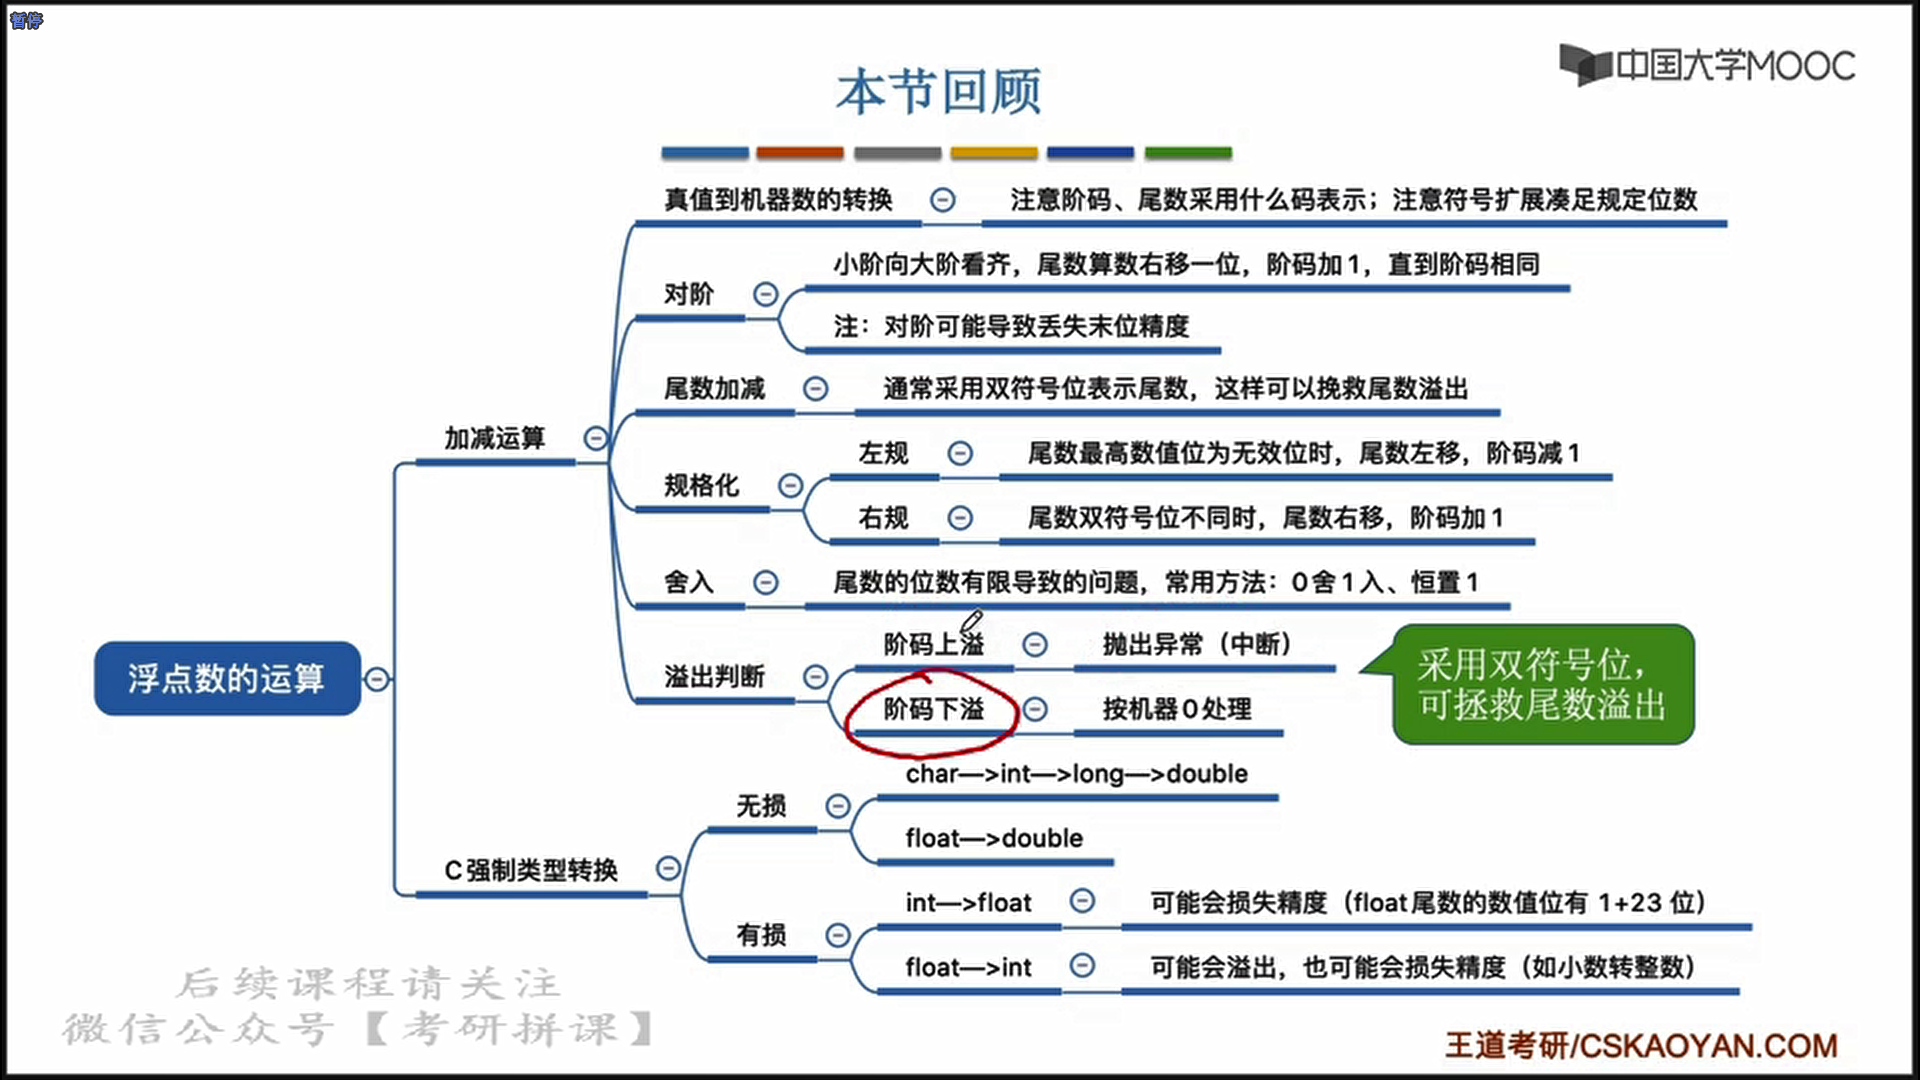 暂停
中国大学MOOC
本节回顾
真值到机器数的转换
注意阶码、尾数采用什么码表示；注意符号扩展凑足规定位数
对阶
小阶向大阶看齐，尾数算数右移一位，阶码加1，直到阶码相同
注：对阶可能导致丢失末位精度
尾数加减
通常采用双符号位表示尾数，这样可以挽救尾数溢出
加减运算
规格化
左规
尾数最高数值位为无效位时，尾数左移，阶码减1
右规
尾数双符号位不同时，尾数右移，阶码加1
舍入
尾数的位数有限导致的问题，常用方法：0舍1入、恒置1
溢出判断
阶码上溢
抛出异常（中断）
阶码下溢
按机器0处理
采用双符号位，
可拯救尾数溢出
浮点数的运算
C强制类型转换
无损
char—>int—>long—>double
float—>double
有损
int—>float
可能会损失精度（float尾数的数值位有 1+23 位）
float—>int
可能会溢出，也可能会损失精度（如小数转整数）
后续课程请关注
微信公众号【考研拼课】
王道考研/CSKAOYAN.COM